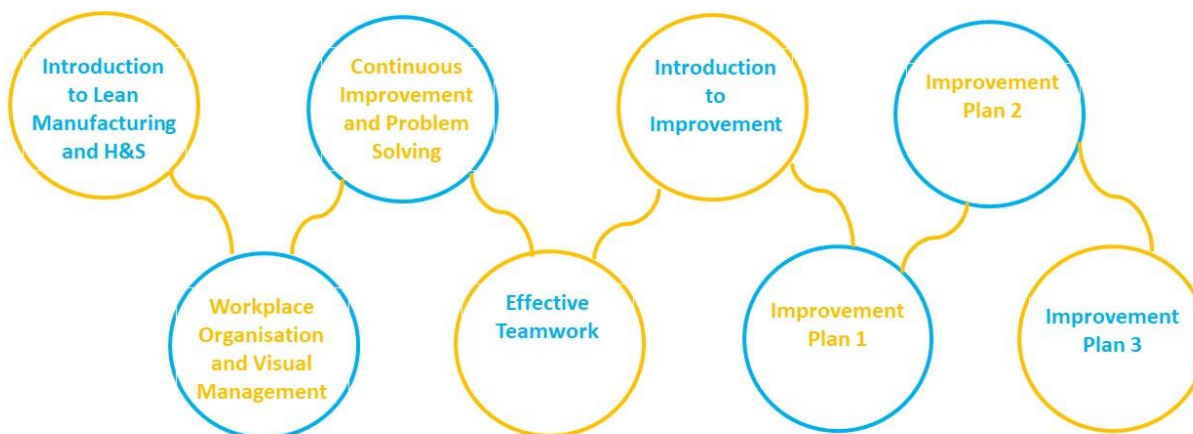 Introduction
to Lean
Manufacturing
and H&S
Workplace
Organisation
and Visual
Management
Continuous
Improvement
and Problem
Solving
Effective
Teamwork
Introduction
to
Improvement
Improvement
Plan 1
Improvement
Plan 2
Improvement
Plan 3